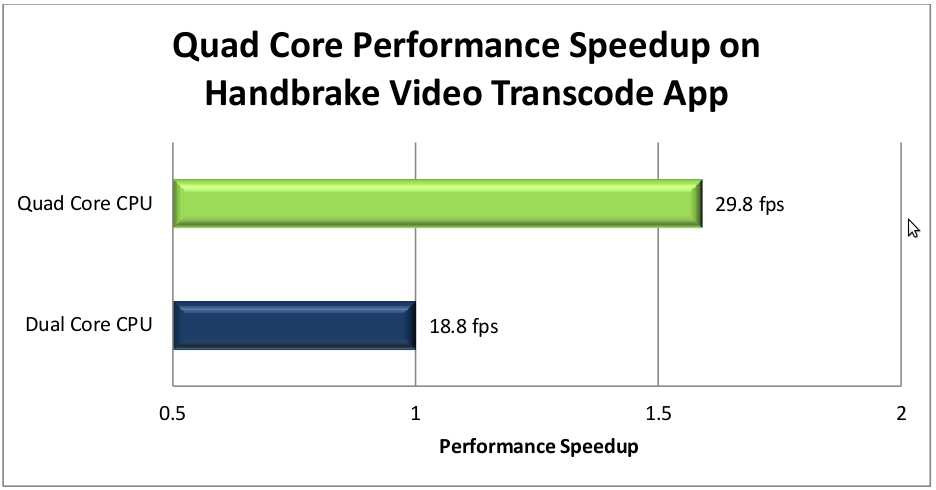 Quad Core Performance Speedup on
Handbrake Video Transcode App
Quad Core CPU
29.8 fps
Dual Core CPU
18.8 fps
0.5
1
1.5
2
Performance Speedup